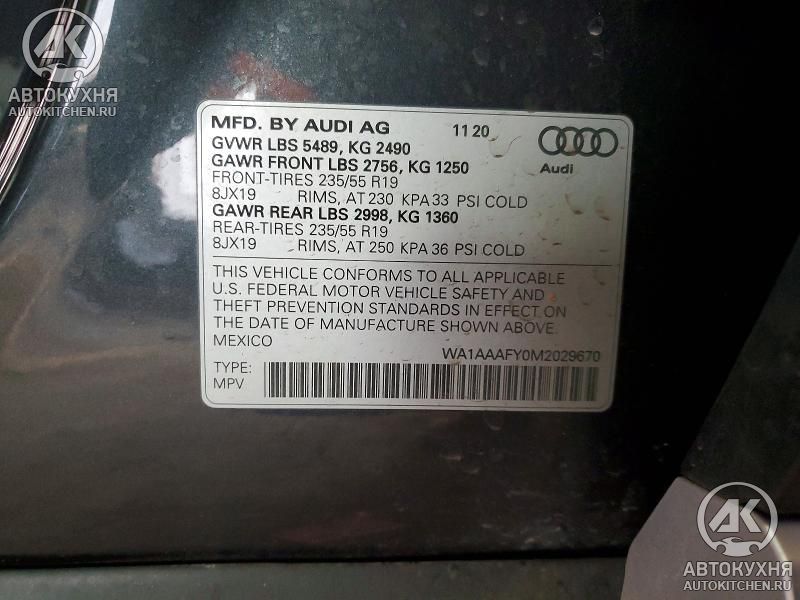 АК
АВТОКУХНЯ
AUTOKITCHEN.RU
MFD. BY AUDI AG 11 20
GVWR LBS 5489, KG 2490
GAWR FRONT LBS 2756, KG 1250
FRONT-TIRES 235/55 R19
8JX19 RIMS, AT 230 KPA 33 PSI COLD
GAWR REAR LBS 2998, KG 1360
REAR-TIRES 235/55 R19
8JX19 RIMS, AT 250 KPA 36 PSI COLD
Audi
THIS VEHICLE CONFORMS TO ALL APPLICABLE
U.S. FEDERAL MOTOR VEHICLE SAFETY AND
THEFT PREVENTION STANDARDS IN EFFECT ON
THE DATE OF MANUFACTURE SHOWN ABOVE.
MEXICO WA1AAAFY0M2029670
TYPE:
MPV
АК
АВТОКУХНЯ
AUTOKITCHEN.RU